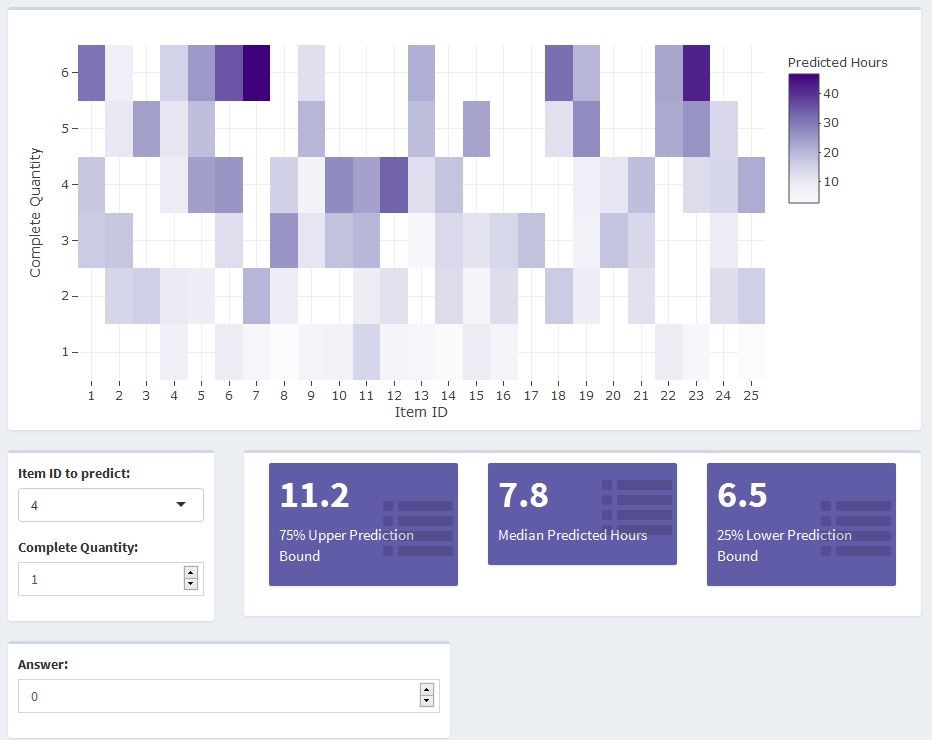 Predicted Hours
40
30
20
10
Complete Quantity
6
5
4
3
2
1
1 2 3 4 5 6 7 8 9 10 11 12 13 14 15 16 17 18 19 20 21 22 23 24 25
Item ID
Item ID to predict:
4
Complete Quantity:
1
11.2
75% Upper Prediction
Bound
7.8
Median Predicted Hours
6.5
25% Lower Prediction
Bound
Answer:
0